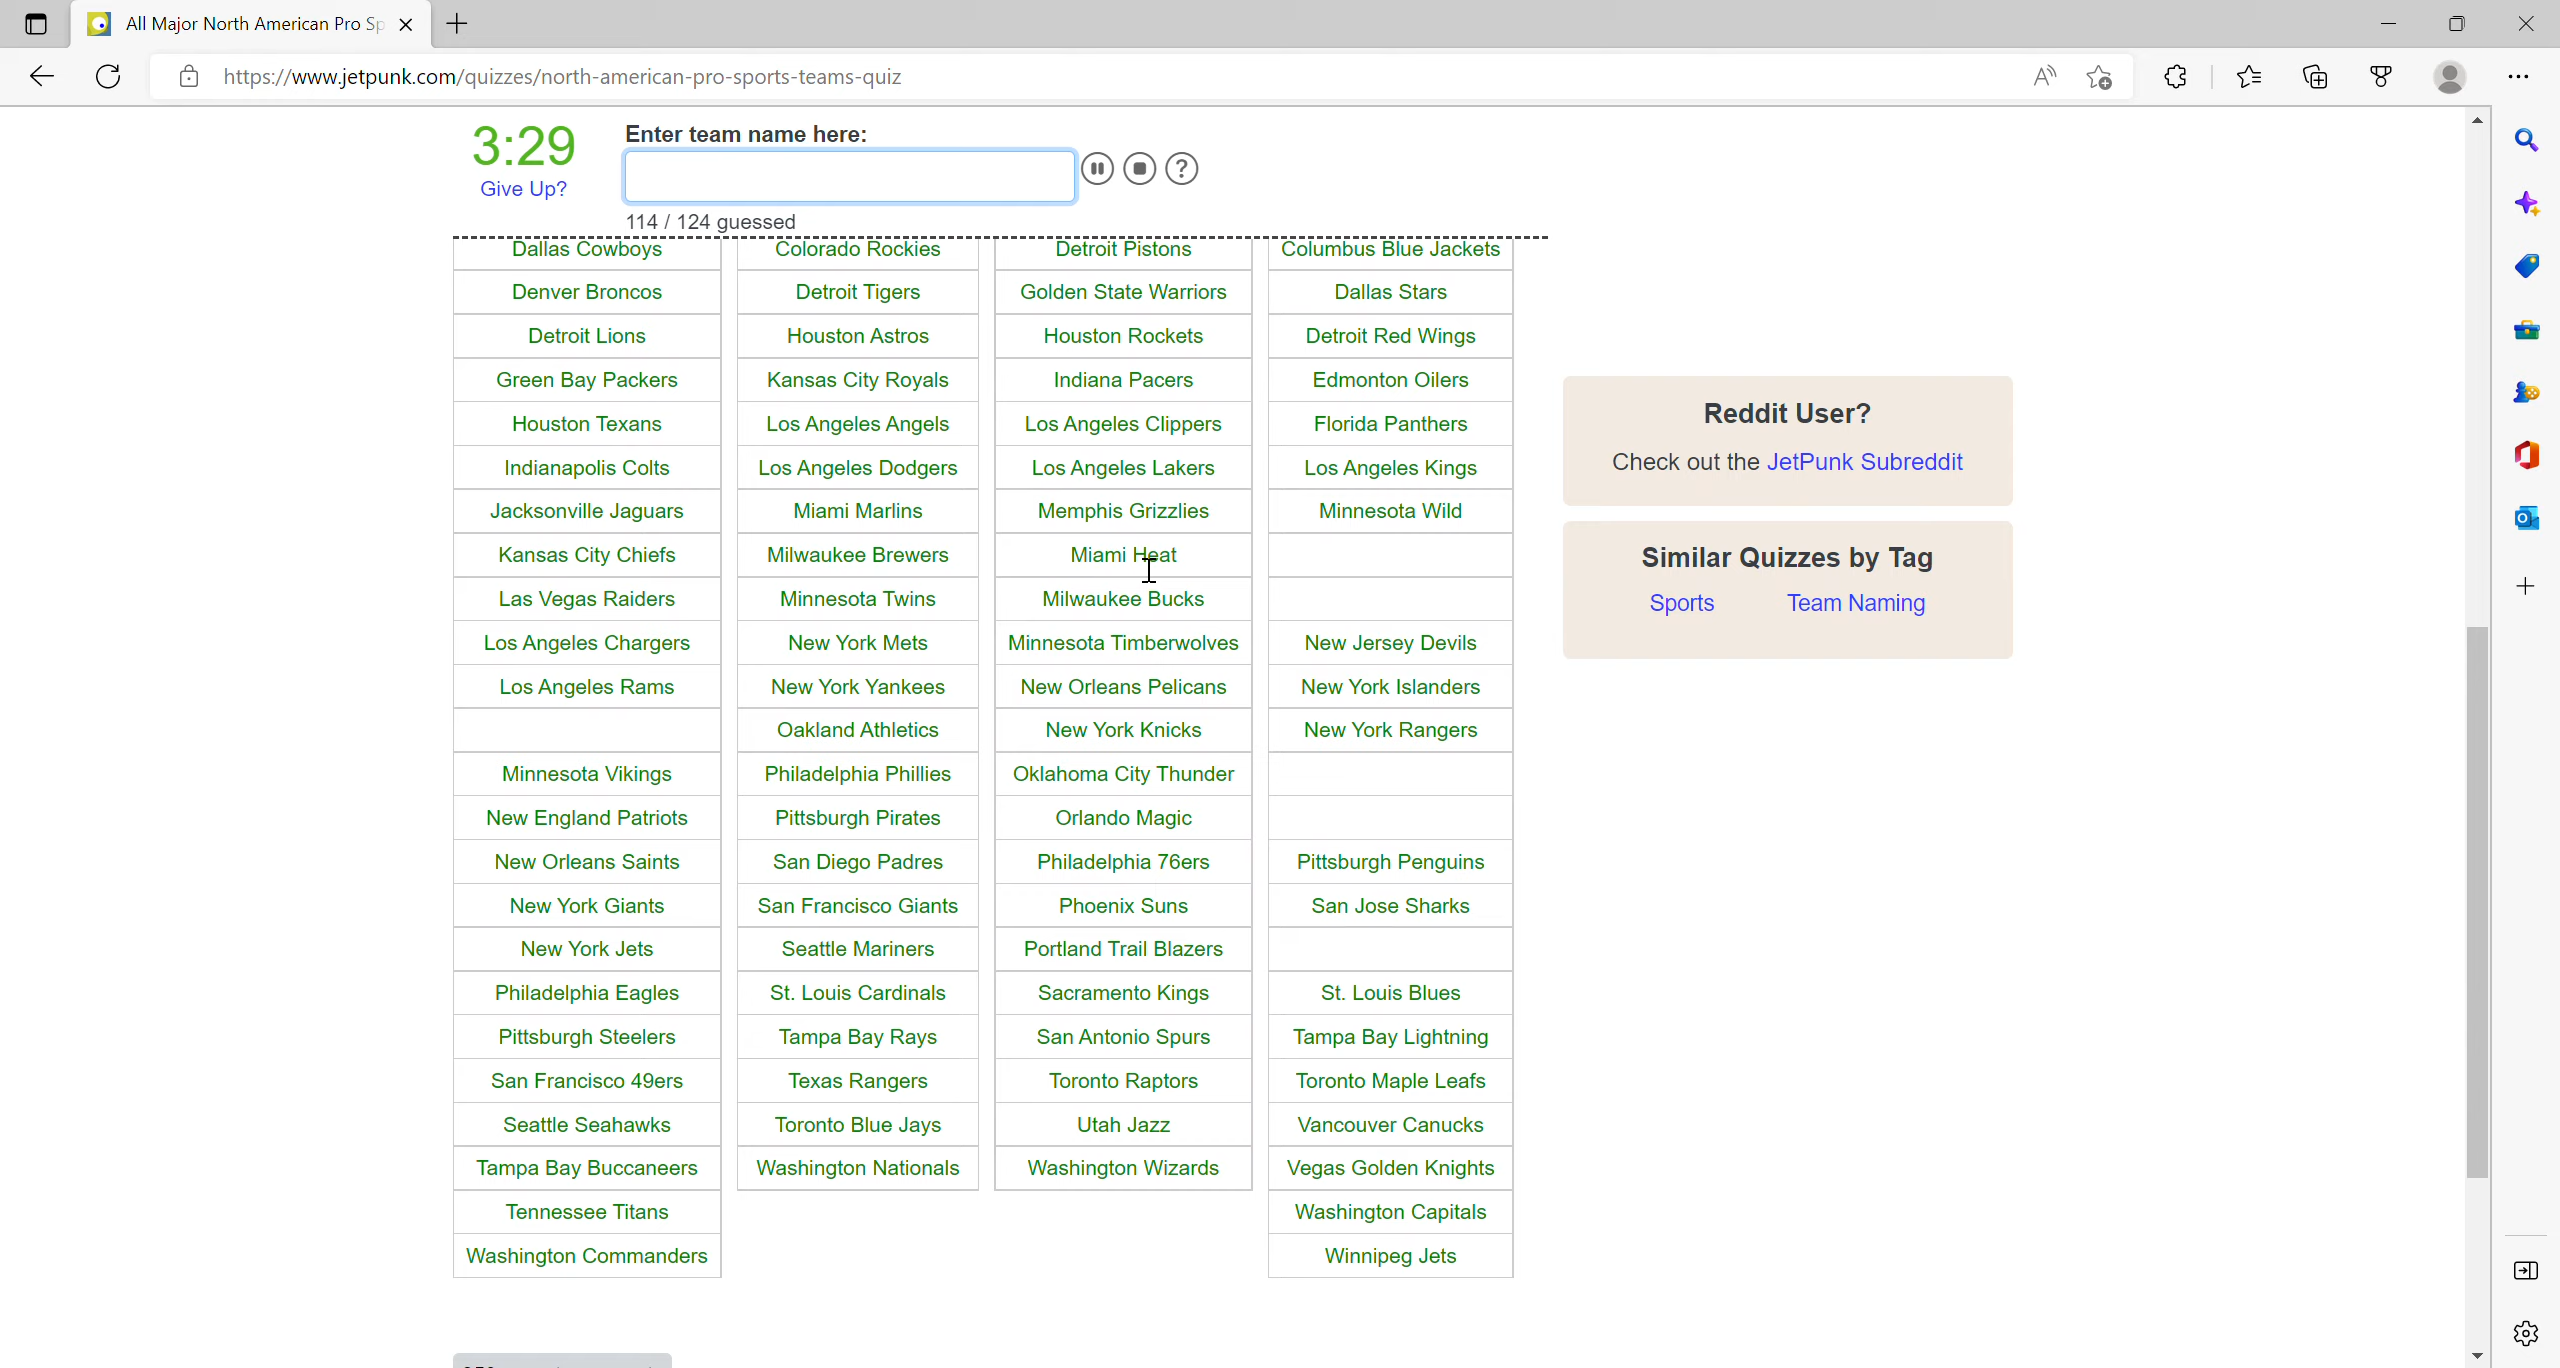 All Major North American Pro Sp
https://www.jetpunk.com/quizzes/north-american-pro-sports-teams-quiz
3:29
Give Up?
Enter team name here:
114 / 124 guessed
Dallas Cowboys Colorado Rockies Detroit Pistons Columbus Blue Jackets
Denver Broncos Detroit Tigers Golden State Warriors Dallas Stars
Detroit Lions Houston Astros Houston Rockets Detroit Red Wings
Green Bay Packers Kansas City Royals Indiana Pacers Edmonton Oilers
Houston Texans Los Angeles Angels Los Angeles Clippers Florida Panthers
Indianapolis Colts Los Angeles Dodgers Los Angeles Lakers Los Angeles Kings
Jacksonville Jaguars Miami Marlins Memphis Grizzlies Minnesota Wild
Kansas City Chiefs Milwaukee Brewers Miami Heat
Las Vegas Raiders Minnesota Twins Milwaukee Bucks
Los Angeles Chargers New York Mets Minnesota Timberwolves New Jersey Devils
Los Angeles Rams New York Yankees New Orleans Pelicans New York Islanders
Oakland Athletics New York Knicks New York Rangers
Minnesota Vikings Philadelphia Phillies Oklahoma City Thunder
New England Patriots Pittsburgh Pirates Orlando Magic
New Orleans Saints San Diego Padres Philadelphia 76ers Pittsburgh Penguins
New York Giants San Francisco Giants Phoenix Suns San Jose Sharks
New York Jets Seattle Mariners Portland Trail Blazers
Philadelphia Eagles St. Louis Cardinals Sacramento Kings St. Louis Blues
Pittsburgh Steelers Tampa Bay Rays San Antonio Spurs Tampa Bay Lightning
San Francisco 49ers Texas Rangers Toronto Raptors Toronto Maple Leafs
Seattle Seahawks Toronto Blue Jays Utah Jazz Vancouver Canucks
Tampa Bay Buccaneers Washington Nationals Washington Wizards Vegas Golden Knights
Tennessee Titans Washington Capitals
Washington Commanders Winnipeg Jets
Reddit User?
Check out the JetPunk Subreddit
Similar Quizzes by Tag
Sports Team Naming